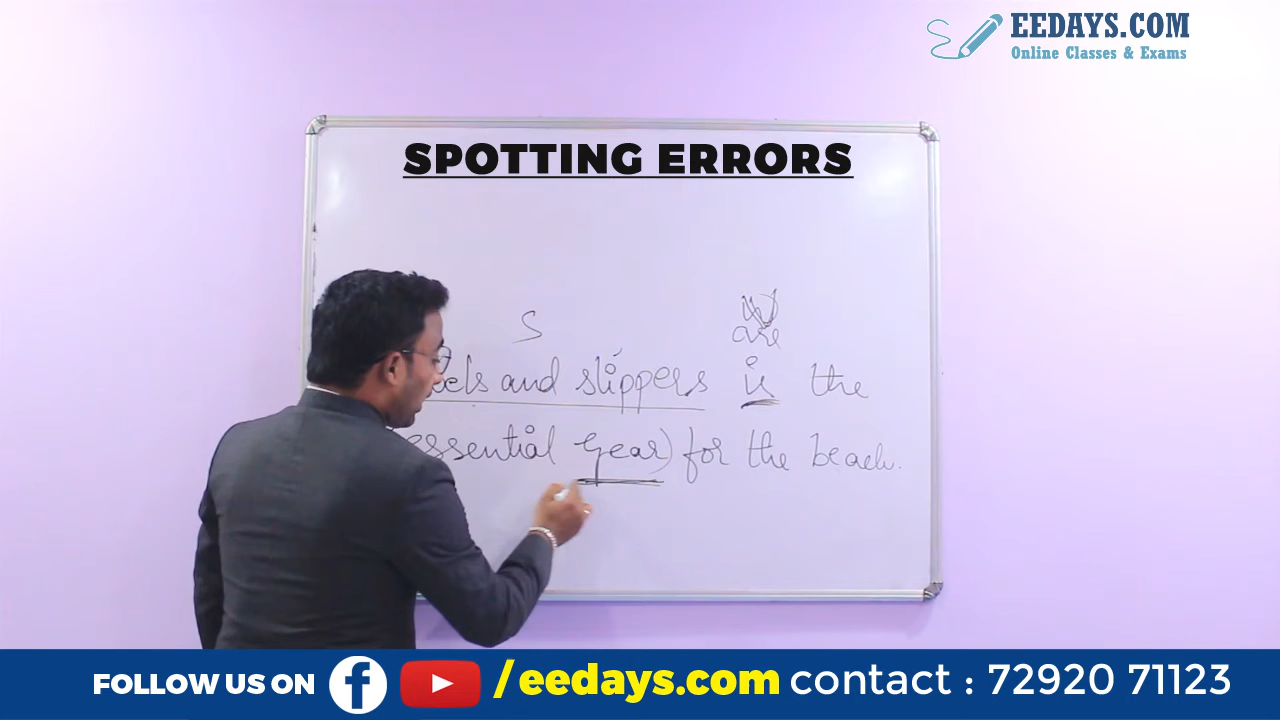 EEDAYS.COM
Online Classes & Exams
SPOTTING ERRORS
S
are
and slippers is the
essential gear) for the beach.
FOLLOW US ON f /eedays.com contact : 72920 71123